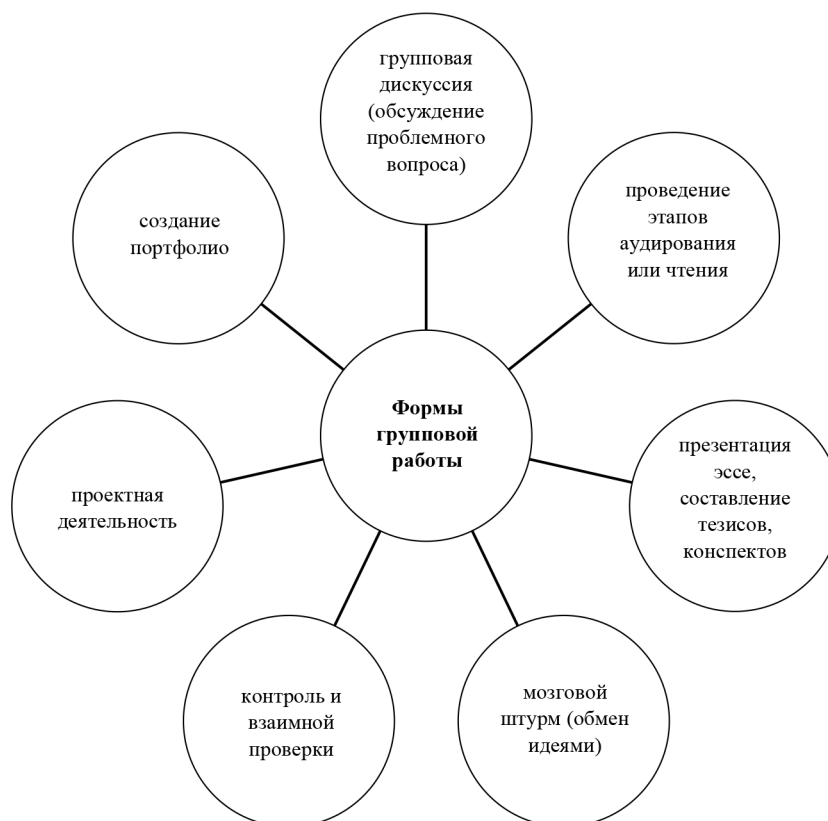 групповая
дискуссия
(обсуждение
проблемного
вопроса)
проведение
этапов
аудирования
или чтения
презентация
эссе,
составление
тезисов,
конспектов
мозговой
штурм (обмен
идеями)
контроль и
взаимной
проверки
проектная
деятельность
создание
портфолио
Формы
групповой
работы